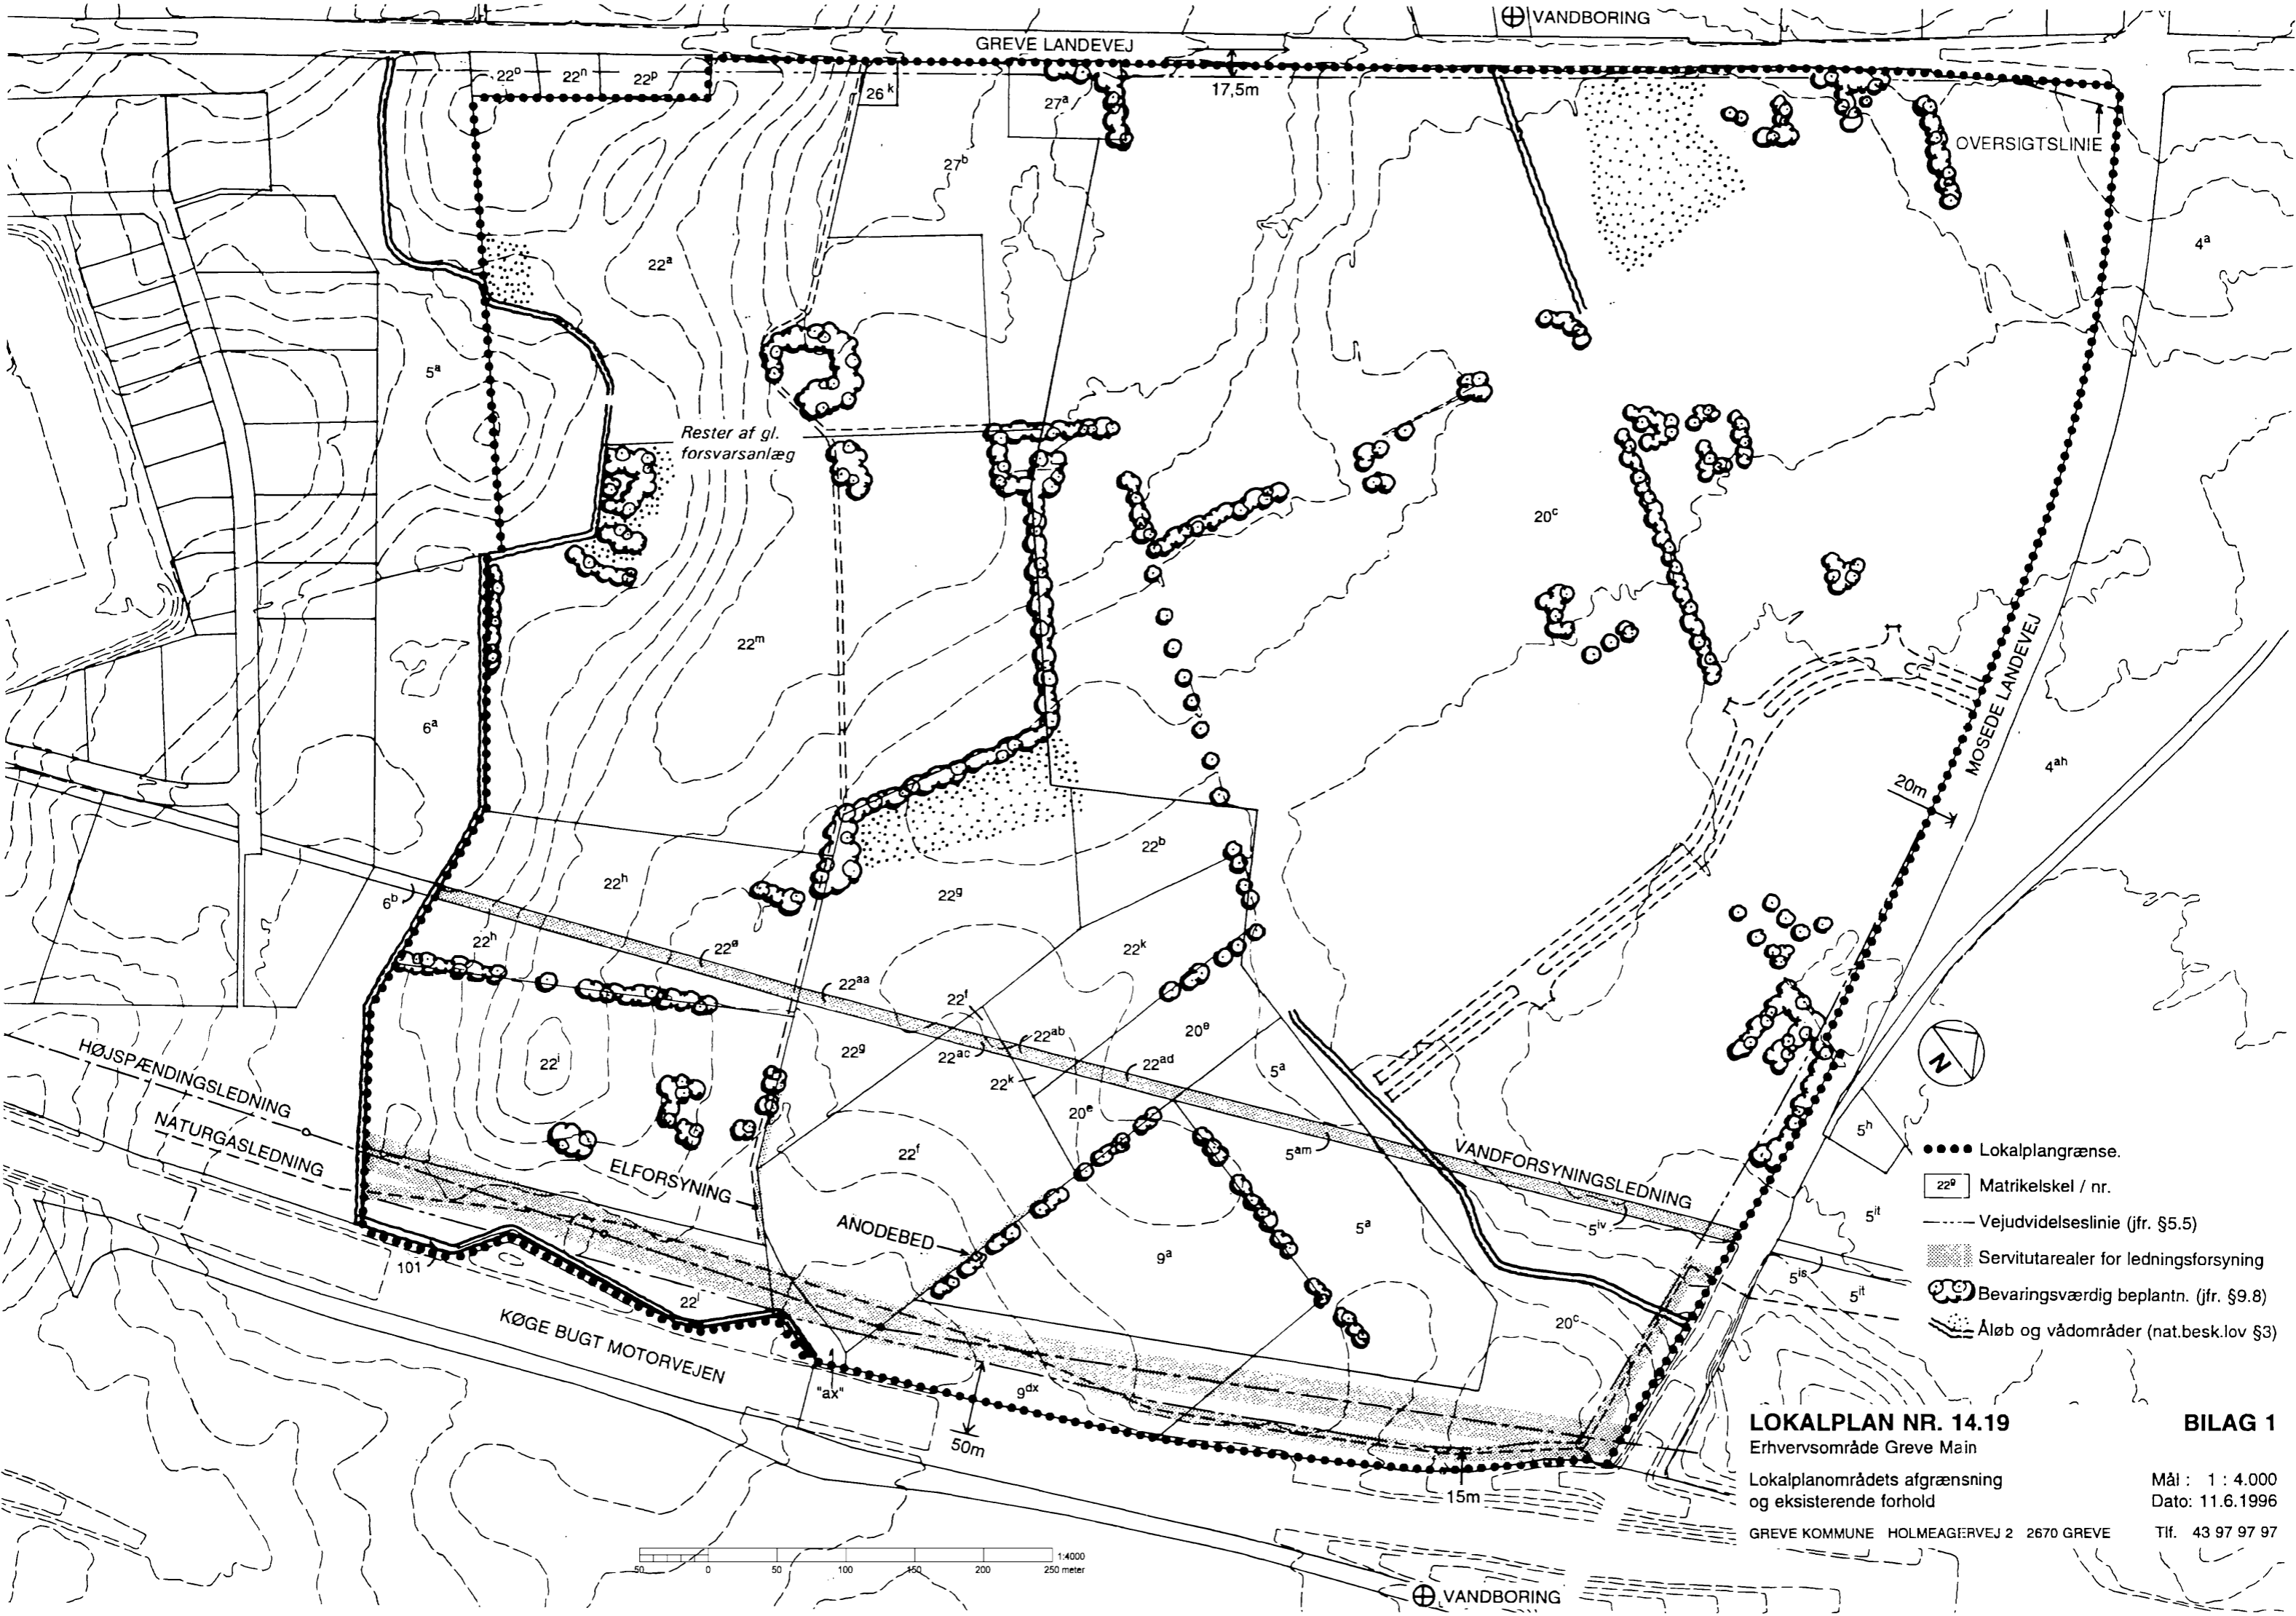 VANDBORING
GREVE LANDEVEJ
17,5m
22º
22ⁿ
22ᵖ
26ᵏ
27ᵃ
27ᵇ
OVERSIGTSLINIE
4ᵃ
22ᵃ
5ᵃ
Rester af gl.
forsvarsanlæg
20ᶜ
22ᵐ
6ᵃ
MOSEDE LANDEVEJ
4ᵃʰ
20m
22ᵇ
22ʰ
22ᵍ
6ᵇ
22ʰ
22ᵏ
22ᵃᵃ
22ᶠ
22ᵃᵇ
20ᵉ
22ᵍ
22ᵃᶜ
22ᵃᵈ
22ᵏ
5ᵃ
22ⁱ
20ᵉ
HØJSPÆNDINGSLEDNING
NATURGASLEDNING
5ʰ
22ᶠ
5ᵃᵐ
VANDFORSYNINGSLEDNING
ELFORSYNING
ANODEBED
5ᵃ
5ⁱᵛ
5ⁱᵗ
9ᵃ
101
5ⁱˢ
5ⁱᵗ
22ⁱ
20ᶜ
KØGE BUGT MOTORVEJEN
"ax"
9ᵈˣ
50m
15m
N
Lokalplangrænse.
Matrikelskel / nr.
Vejudvidelseslinie (jfr. §5.5)
Servitutarealer for ledningsforsyning
Bevaringsværdig beplantn. (jfr. §9.8)
Åløb og vådområder (nat.besk.lov §3)
LOKALPLAN NR. 14.19 BILAG 1
Erhvervsområde Greve Main
Lokalplanområdets afgrænsning Mål : 1 : 4.000
og eksisterende forhold Dato: 11.6.1996
GREVE KOMMUNE HOLMEAGERVEJ 2 2670 GREVE Tlf. 43 97 97 97
50 0 50 100 150 200 250 meter
1:4000
VANDBORING